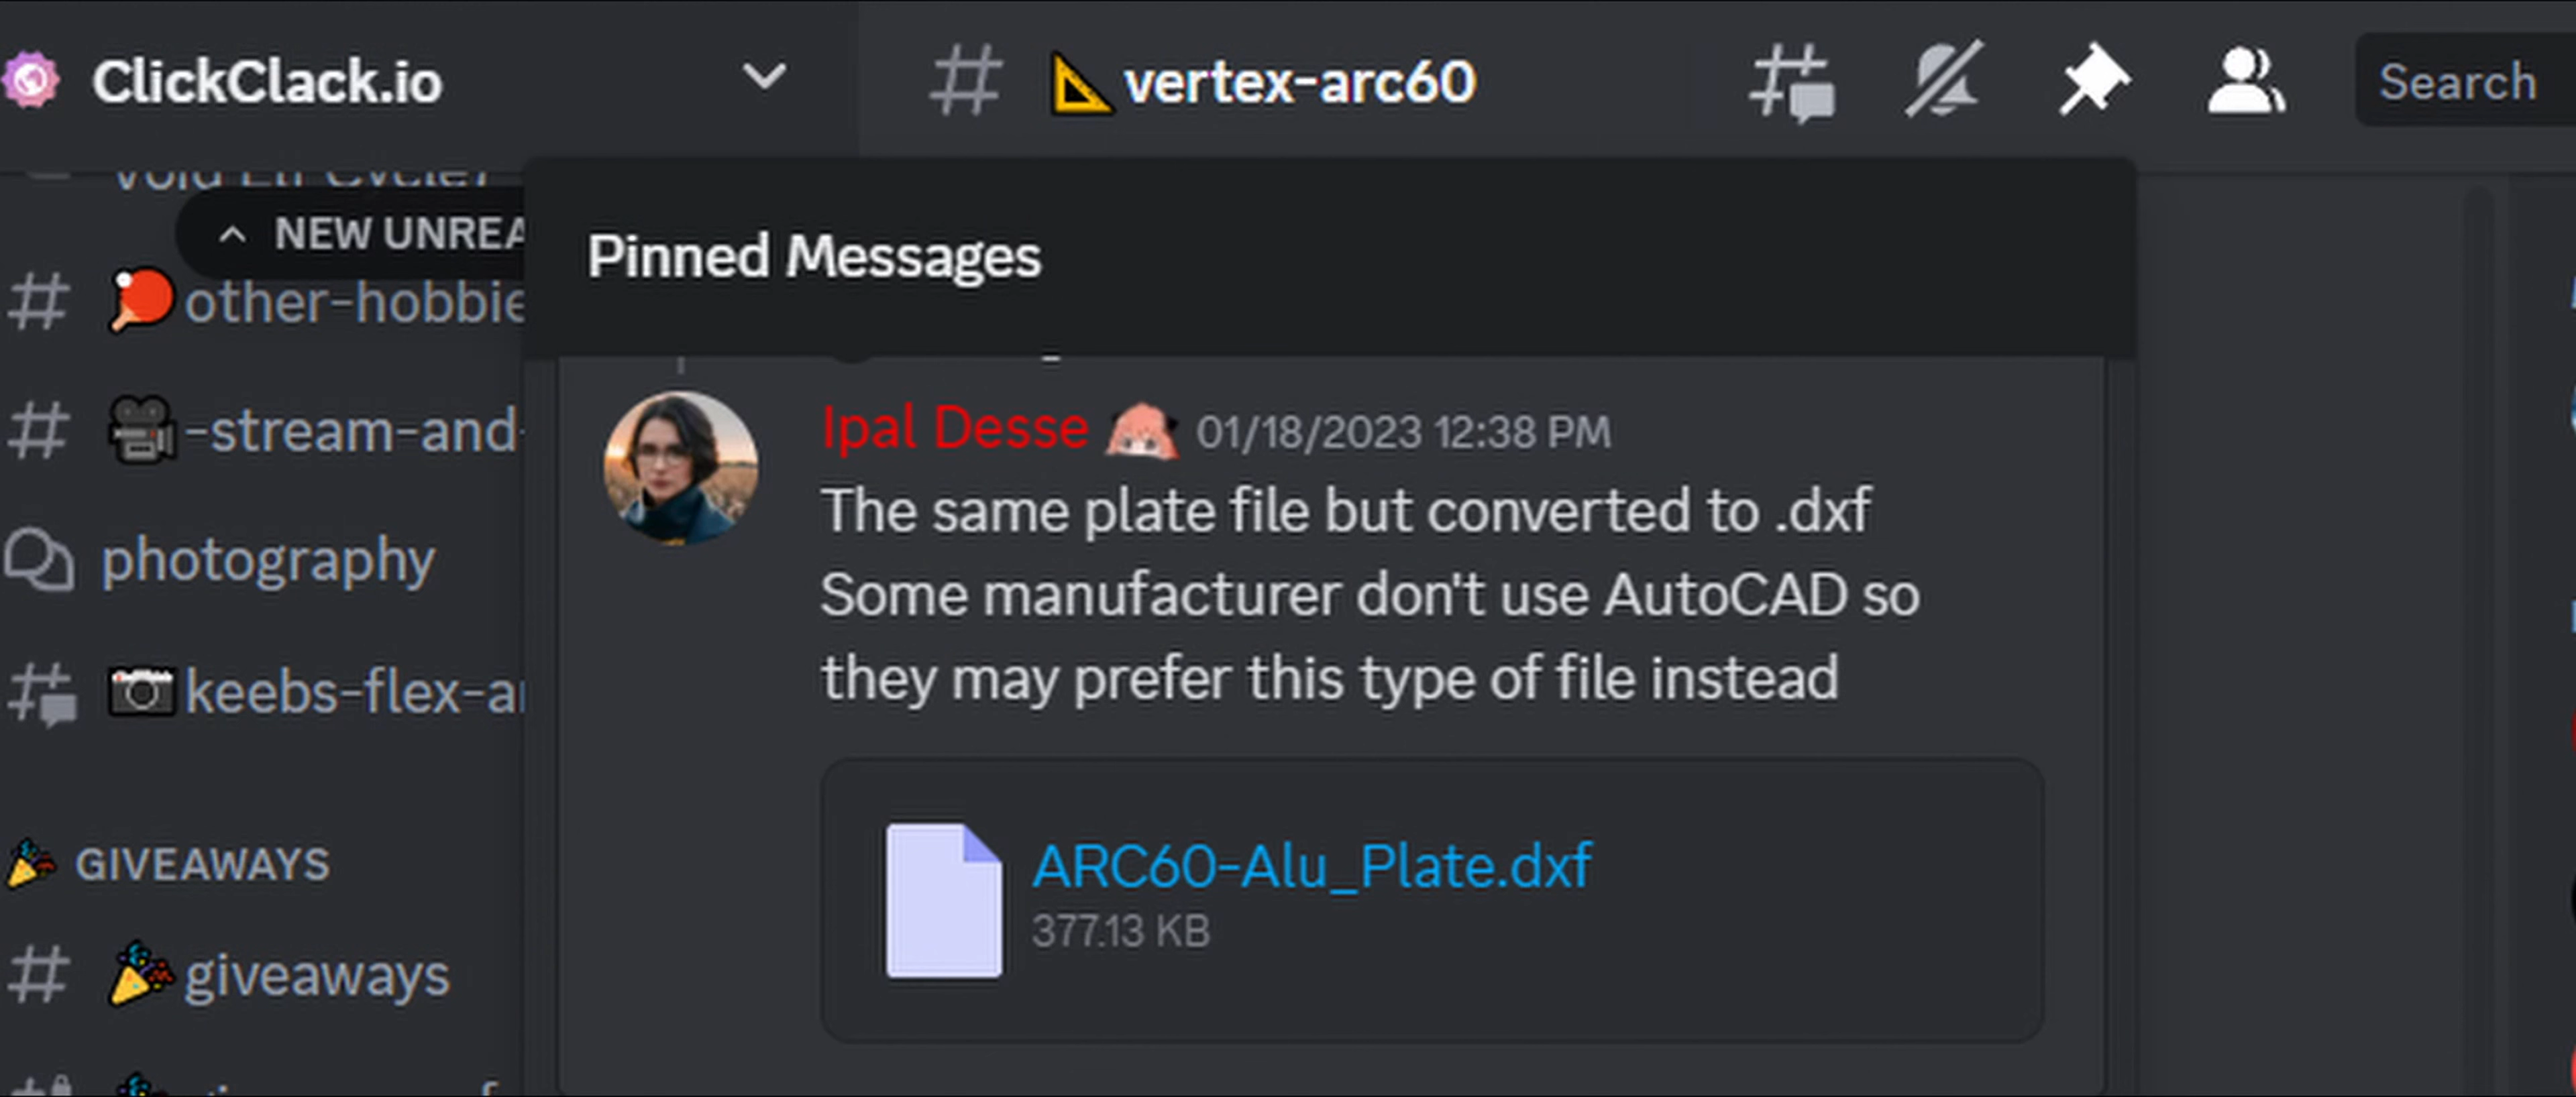 ClickClack.io
vertex-arc60
Search
NEW UNREA
other-hobbie
-stream-and-
photography
keebs-flex-ar
GIVEAWAYS
giveaways
Pinned Messages
Ipal Desse 01/18/2023 12:38 PM
The same plate file but converted to .dxf
Some manufacturer don't use AutoCAD so
they may prefer this type of file instead
ARC60-Alu_Plate.dxf
377.13 KB